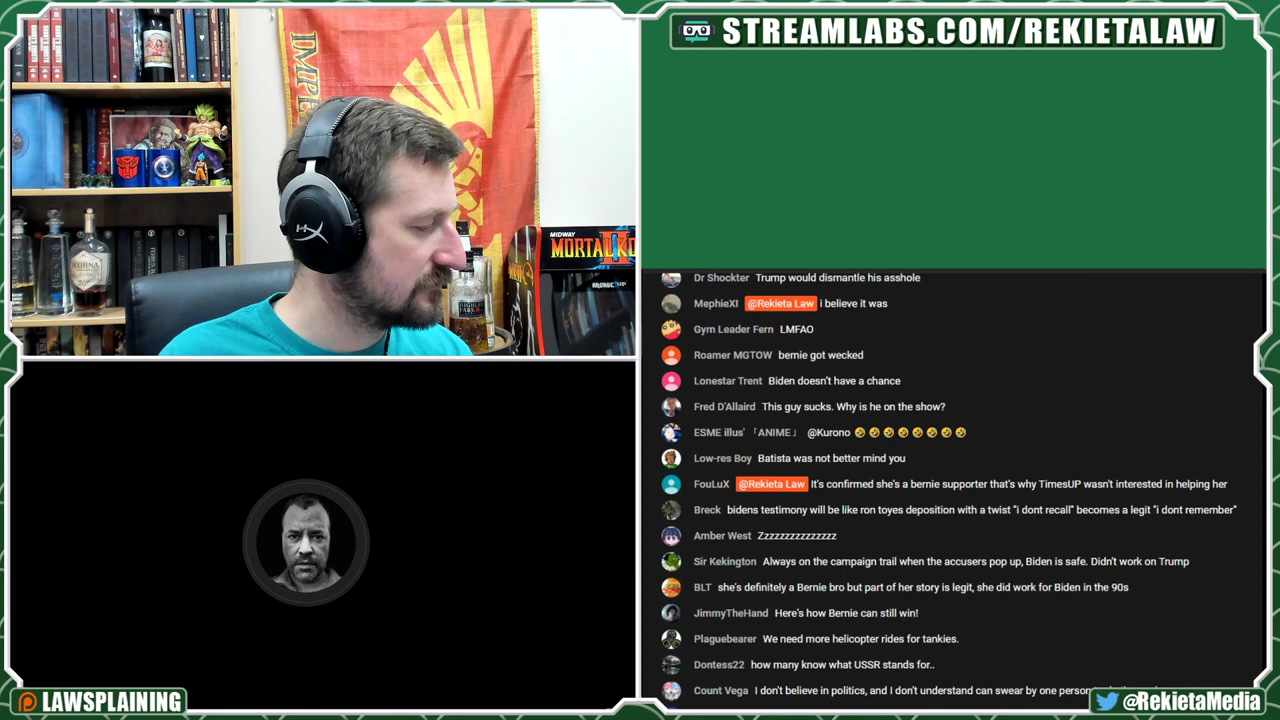 STREAMLABS.COM/REKIETALAW
IMPE
MIDWAY
MORTAL KO
II
ARCADE1UP
HIGHLAND
PARK
Dr Shockter Trump would dismantle his asshole
MephieXI @Rekieta Law i believe it was
Gym Leader Fern LMFAO
Roamer MGTOW bernie got wecked
Lonestar Trent Biden doesn't have a chance
Fred D'Allaird This guy sucks. Why is he on the show?
ESME illus' 「ANIME」 @Kurono 🤣🤣🤣🤣🤣🤣🤣🤣
Low-res Boy Batista was not better mind you
FouLuX @Rekieta Law It's confirmed she's a bernie supporter that's why TimesUP wasn't interested in helping her
Breck bidens testimony will be like ron toyes deposition with a twist "i dont recall" becomes a legit "i dont remember"
Amber West Zzzzzzzzzzzzzzz
Sir Kekington Always on the campaign trail when the accusers pop up, Biden is safe. Didn't work on Trump
BLT she's definitely a Bernie bro but part of her story is legit, she did work for Biden in the 90s
JimmyTheHand Here's how Bernie can still win!
Plaguebearer We need more helicopter rides for tankies.
Dontess22 how many know what USSR stands for..
Count Vega I don't believe in politics, and I don't understand can swear by one person
LAWSPLAINING
@RekietaMedia